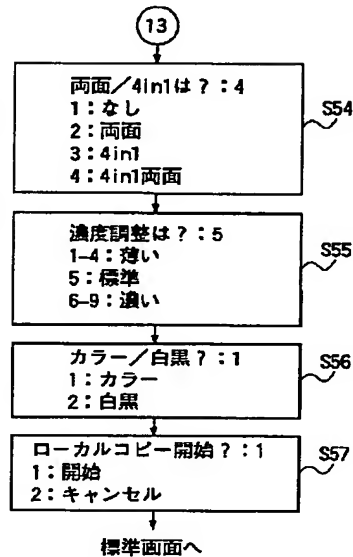 13
両面/4in1は?:4
1:なし
2:両面
3:4in1
4:4in1両面
S54
濃度調整は?:5
1-4:薄い
5:標準
6-9:濃い
S55
カラー/白黒?:1
1:カラー
2:白黒
S56
ローカルコピー開始?:1
1:開始
2:キャンセル
S57
標準画面へ